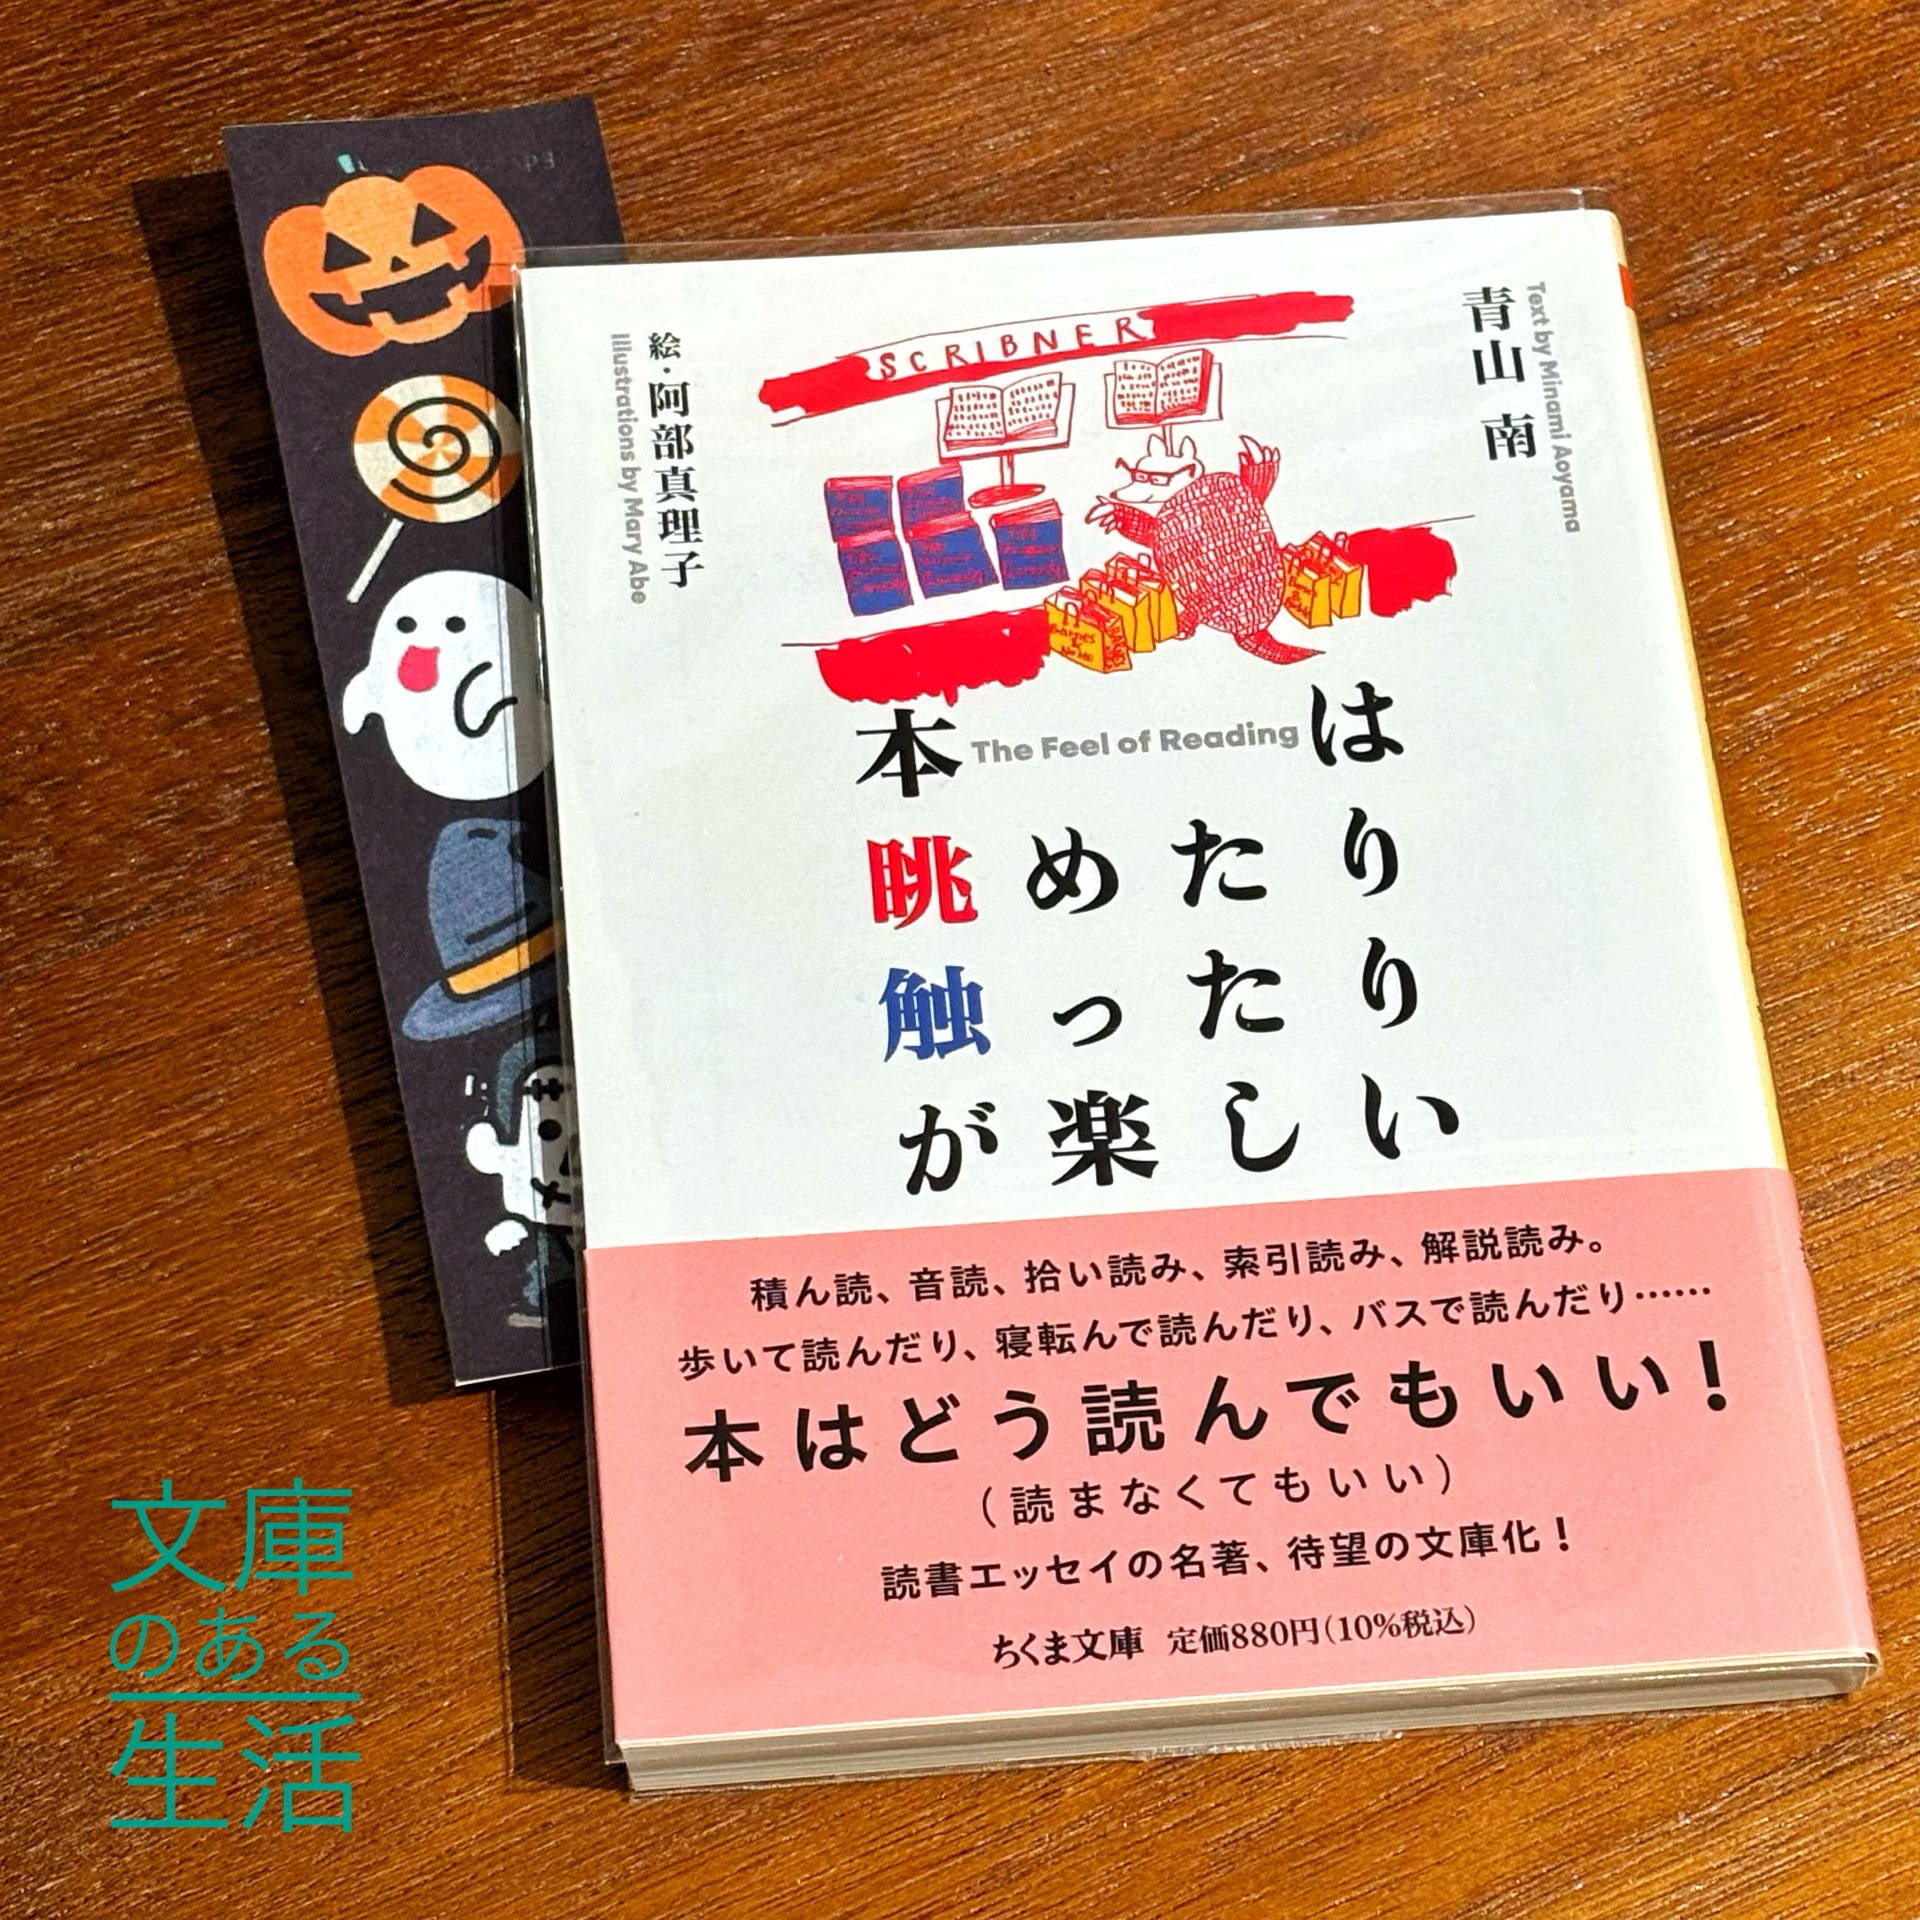 SCRIBNER
青山 南
Text by Minami Aoyama
絵・阿部真理子
Illustrations by Mary Abe
本は
The Feel of Reading
眺めたり
触ったり
が楽しい
積ん読、音読、拾い読み、索引読み、解説読み。
歩いて読んだり、寝転んで読んだり、バスで読んだり……
本はどう読んでもいい！
（読まなくてもいい）
読書エッセイの名著、待望の文庫化！
ちくま文庫 定価880円（10%税込）
文庫
のある
生活